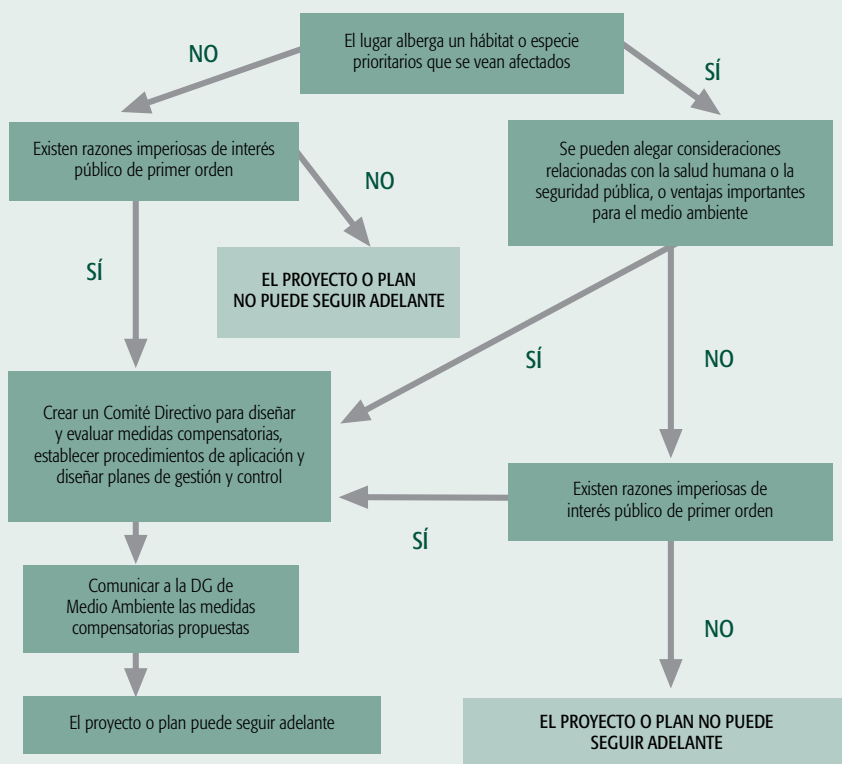 El lugar alberga un hábitat o especie
prioritarios que se vean afectados
NO
SÍ
Existen razones imperiosas de interés
público de primer orden
Se pueden alegar consideraciones
relacionadas con la salud humana o la
seguridad pública, o ventajas importantes
para el medio ambiente
NO
SÍ
EL PROYECTO O PLAN
NO PUEDE SEGUIR ADELANTE
SÍ
NO
Crear un Comité Directivo para diseñar
y evaluar medidas compensatorias,
establecer procedimientos de aplicación y
diseñar planes de gestión y control
Existen razones imperiosas de
interés público de primer orden
SÍ
Comunicar a la DG de
Medio Ambiente las medidas
compensatorias propuestas
NO
El proyecto o plan puede seguir adelante
EL PROYECTO O PLAN NO PUEDE
SEGUIR ADELANTE